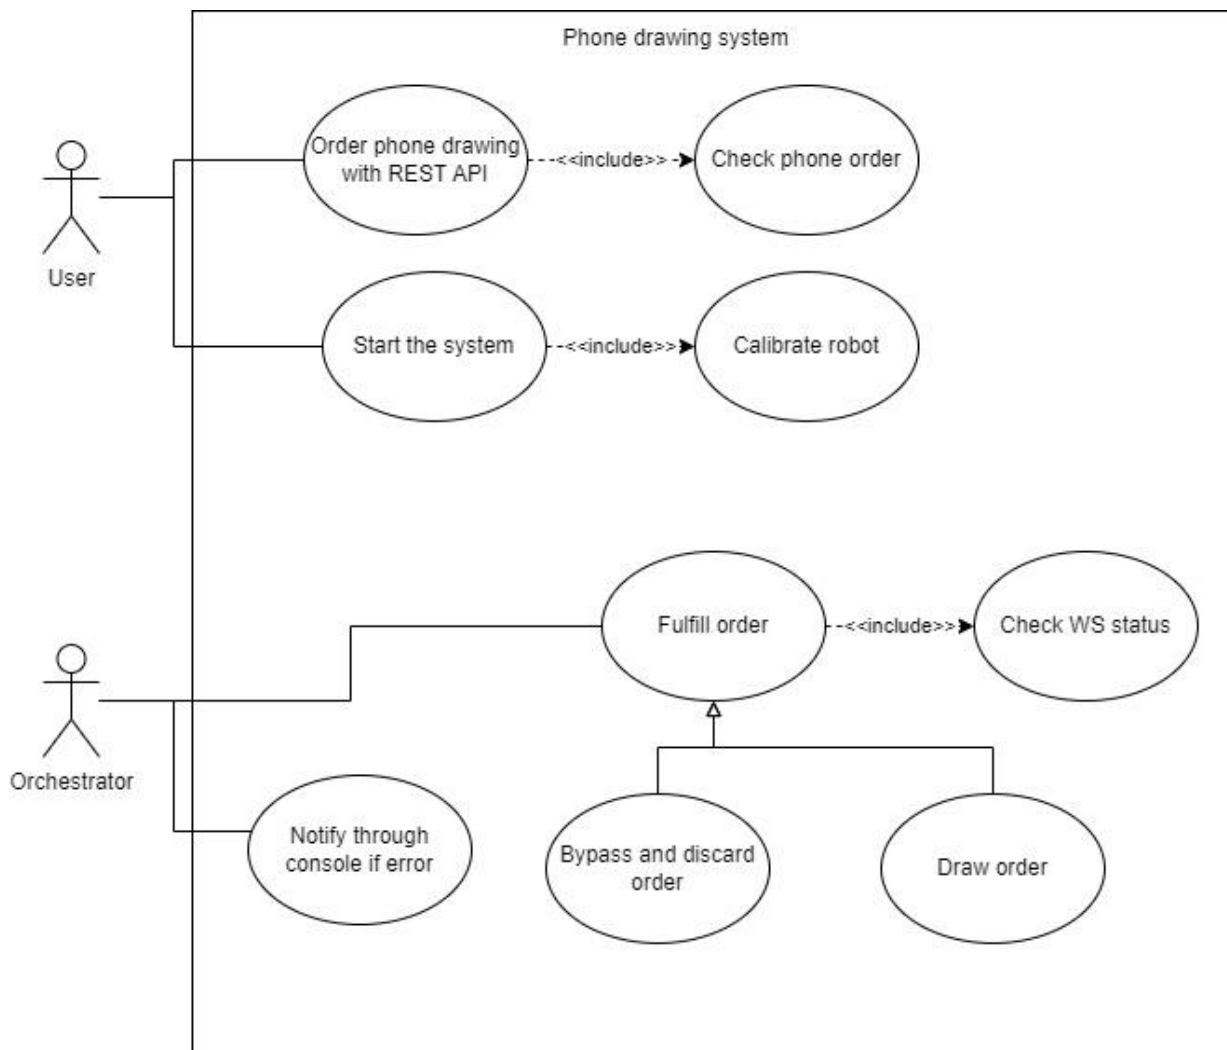 Phone drawing system
Order phone drawing
with REST API
<<include>>
Check phone order
User
Start the system
<<include>>
Calibrate robot
Fulfill order
<<include>>
Check WS status
Orchestrator
Notify through
console if error
Bypass and discard
order
Draw order